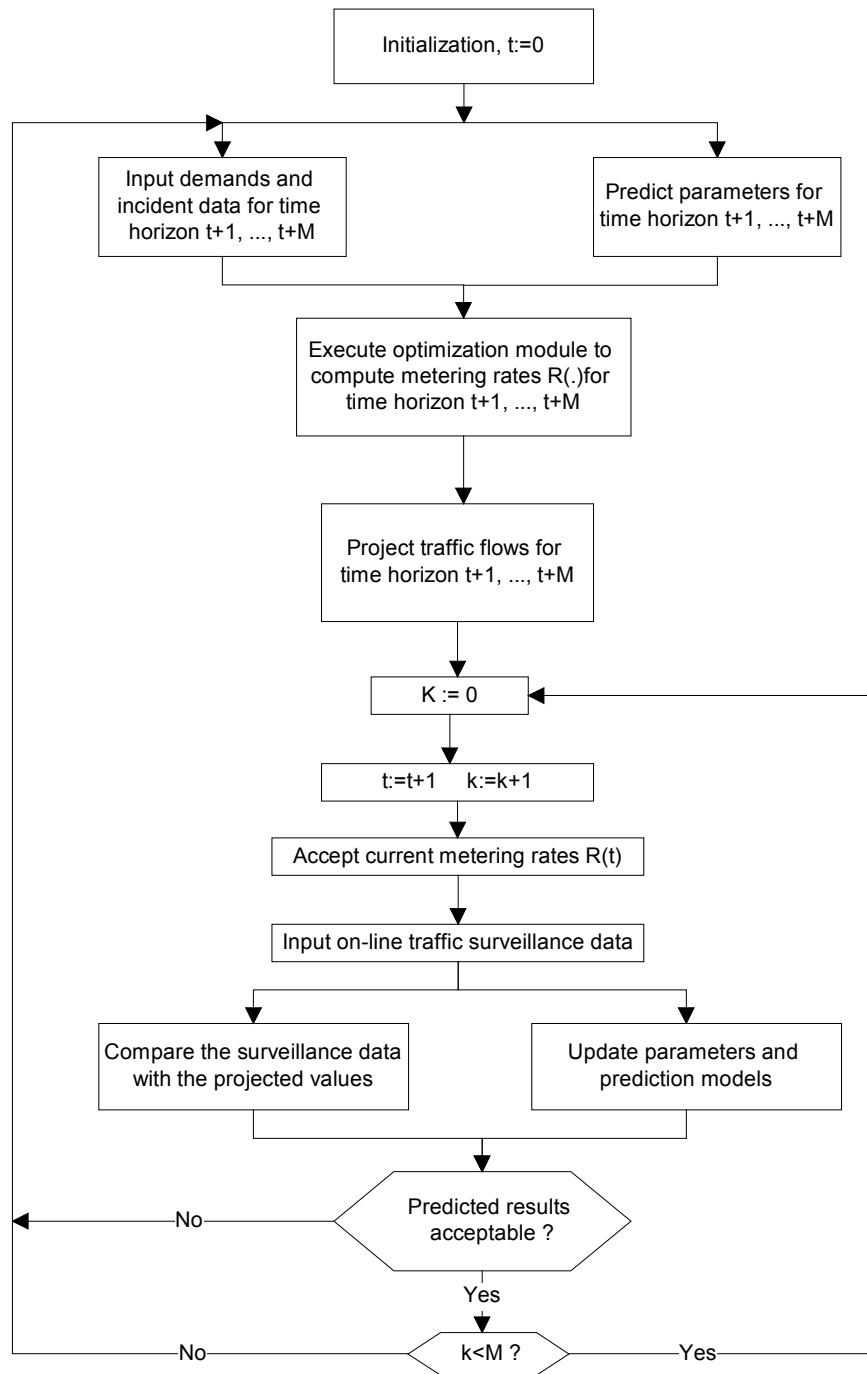 Initialization, t:=0
Input demands and
incident data for time
horizon t+1, ..., t+M
Predict parameters for
time horizon t+1, ..., t+M
Execute optimization module to
compute metering rates R(.)for
time horizon t+1, ..., t+M
Project traffic flows for
time horizon t+1, ..., t+M
K := 0
t:=t+1 k:=k+1
Accept current metering rates R(t)
Input on-line traffic surveillance data
Compare the surveillance data
with the projected values
Update parameters and
prediction models
Predicted results
acceptable ?
No
Yes
No
k<M ?
Yes